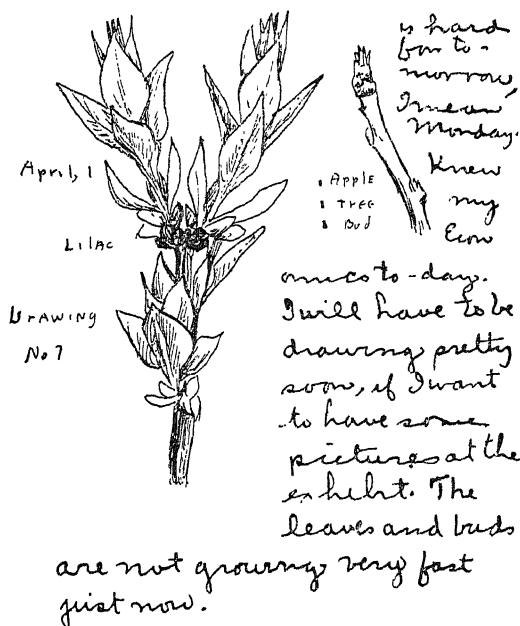 is hard
for to-
morrow,
I mean
Monday.
Knew
my
Econ
omics to-day.
I will have to be
drawing pretty
soon, if I want
to have some
pictures at the
exhebt. The
leaves and buds
are not growing very fast
just now.
April, 1
Lilac
Drawing
No 7
Apple
Tree
Bud